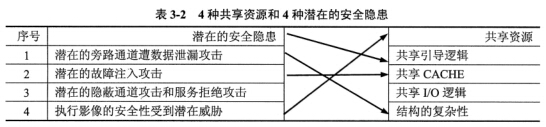 表 3-2 4 种共享资源和 4 种潜在的安全隐患
序号 潜在的安全隐患 共享资源
1 潜在的旁路通道遭数据泄漏攻击 共享引导逻辑
2 潜在的故障注入攻击 共享 CACHE
3 潜在的隐蔽通道攻击和服务拒绝攻击 共享 I/O 逻辑
4 执行影像的安全性受到潜在威胁 结构的复杂性